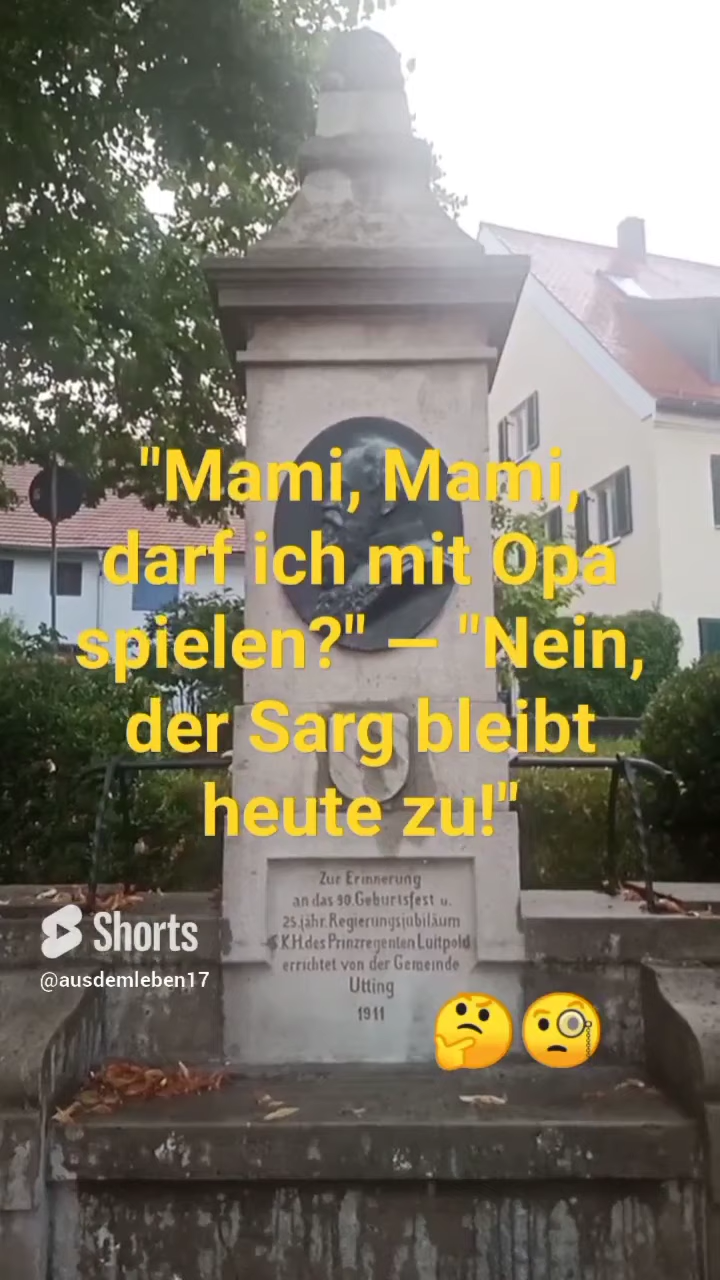 "Mami, Mami,
darf ich mit Opa
spielen?" — "Nein,
der Sarg bleibt
heute zu!"
Zur Erinnerung
an das 90. Geburtsfest u.
25.jähr. Regierungsjubiläum
S.K.H. des Prinzregenten Luitpold
errichtet von der Gemeinde
Utting
1911
Shorts
@ausdemleben17